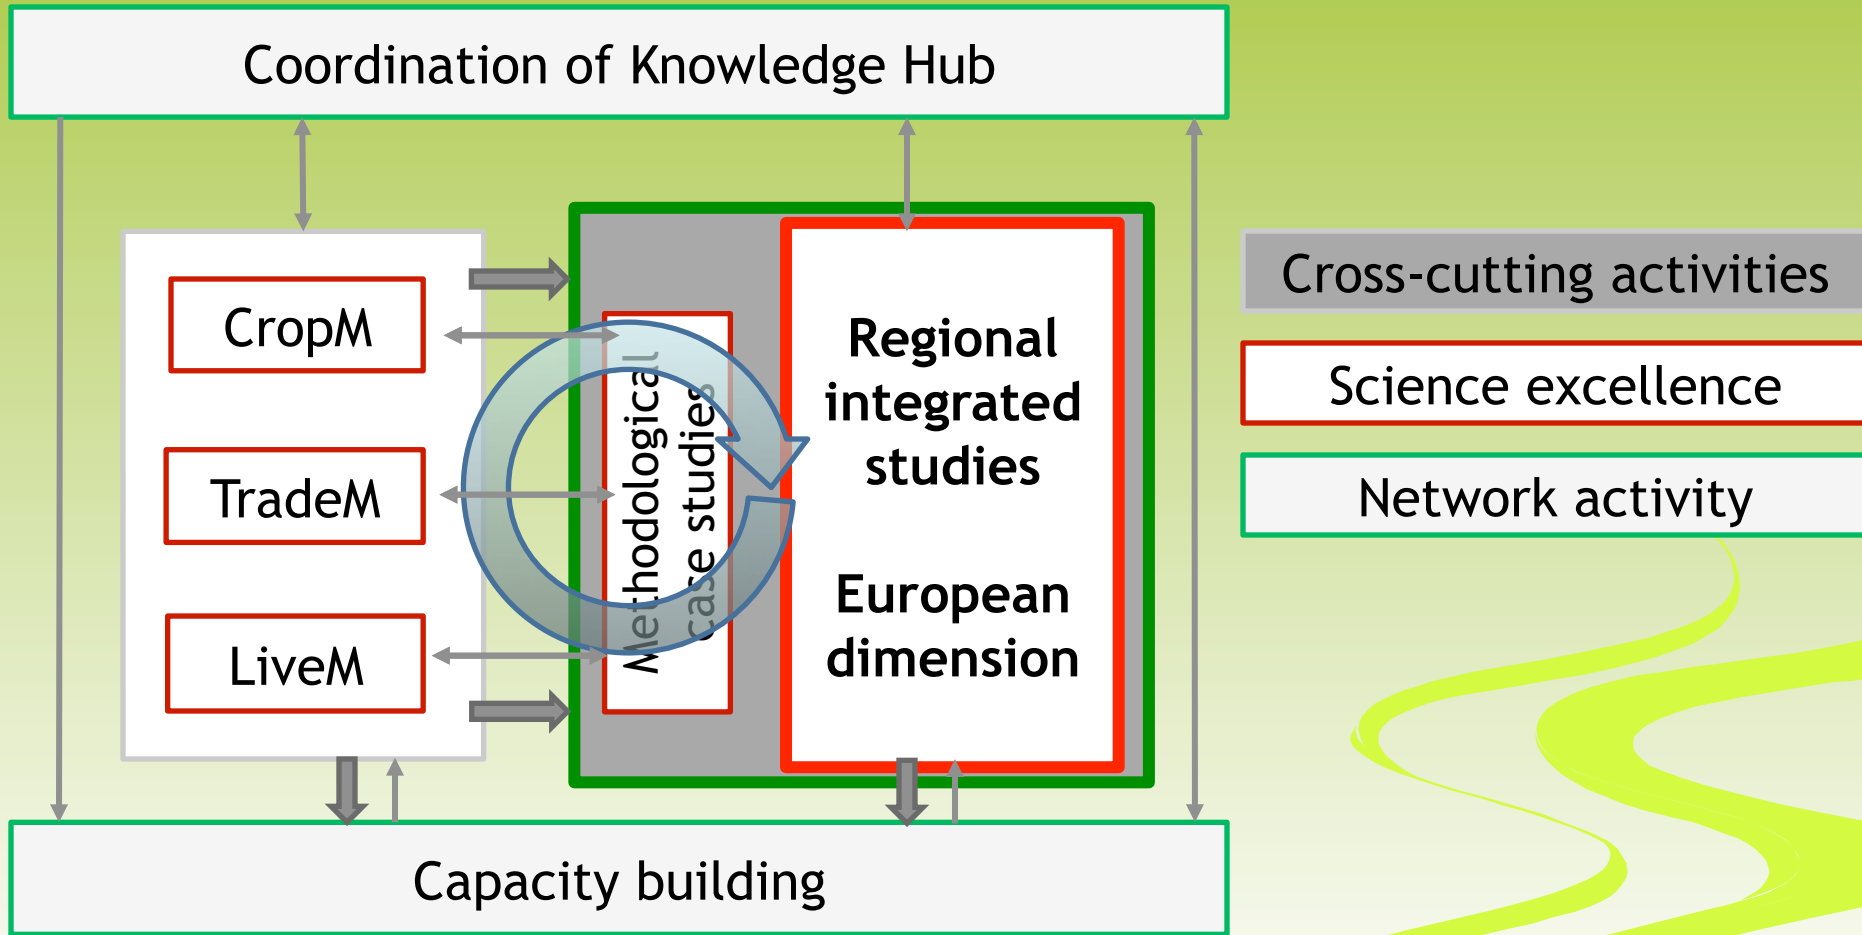 Coordination of Knowledge Hub
CropM
TradeM
LiveM
Methodological
case studies
Regional
integrated
studies
European
dimension
Capacity building
Cross-cutting activities
Science excellence
Network activity